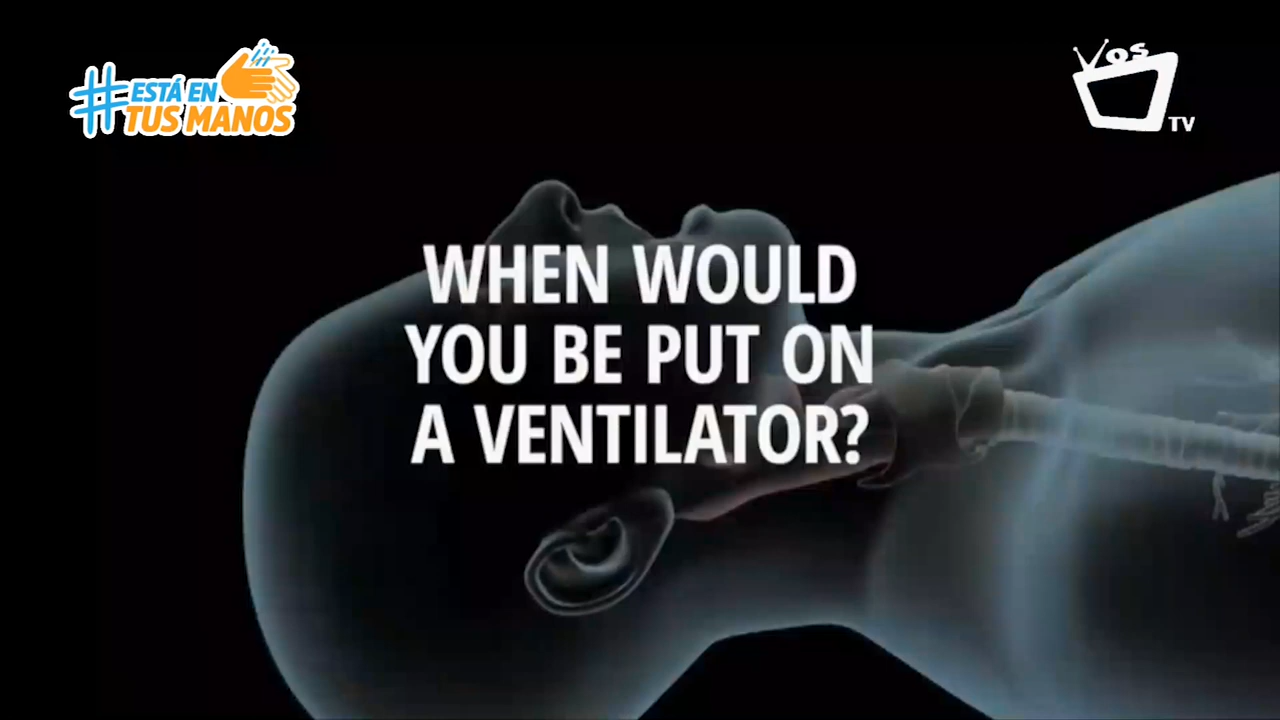 #ESTÁ EN
TUS MANOS
VOS
TV
WHEN WOULD
YOU BE PUT ON
A VENTILATOR?